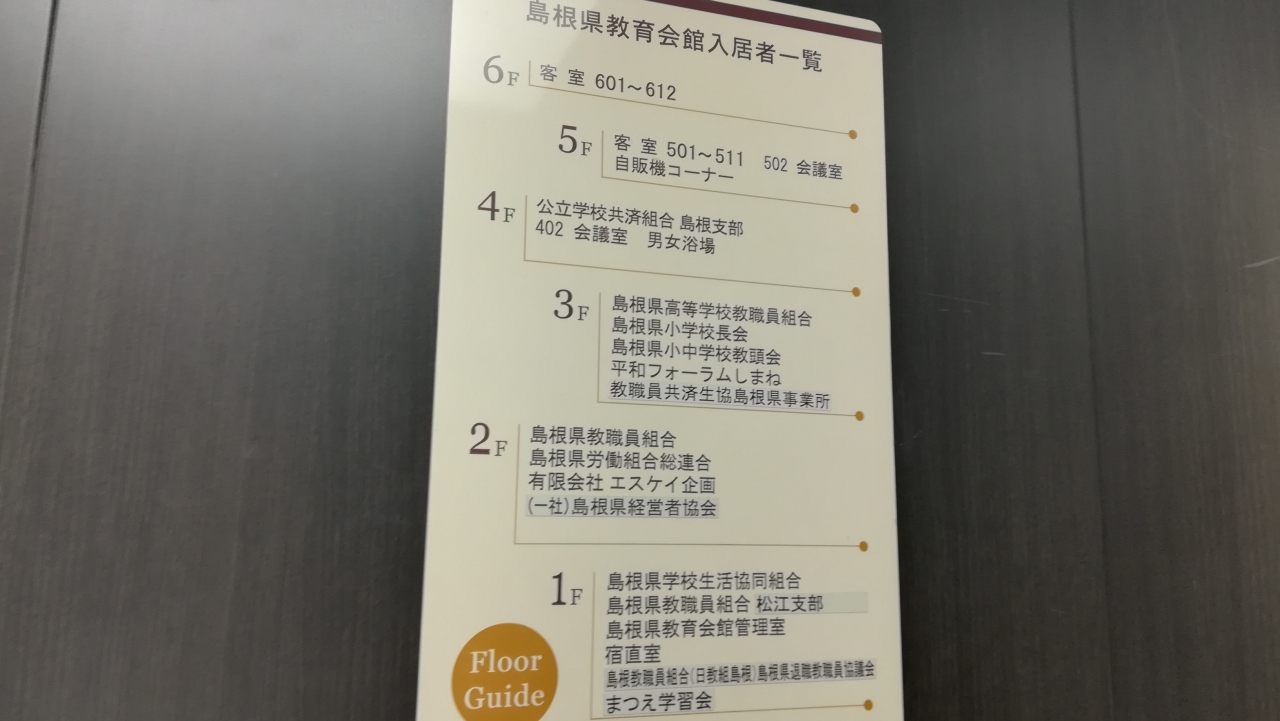 島根県教育会館入居者一覧
6F 客室 601～612
5F 客室 501～511 502 会議室
自販機コーナー
4F 公立学校共済組合 島根支部
402 会議室 男女浴場
3F 島根県高等学校教職員組合
島根県小学校長会
島根県小中学校教頭会
平和フォーラムしまね
教職員共済生協島根県事業所
2F 島根県教職員組合
島根県労働組合総連合
有限会社 エスケイ企画
(一社)島根県経営者協会
1F 島根県学校生活協同組合
島根県教職員組合 松江支部
島根県教育会館管理室
宿直室
島根教職員組合(日教組島根)島根県退職教職員協議会
まつえ学習会
Floor
Guide